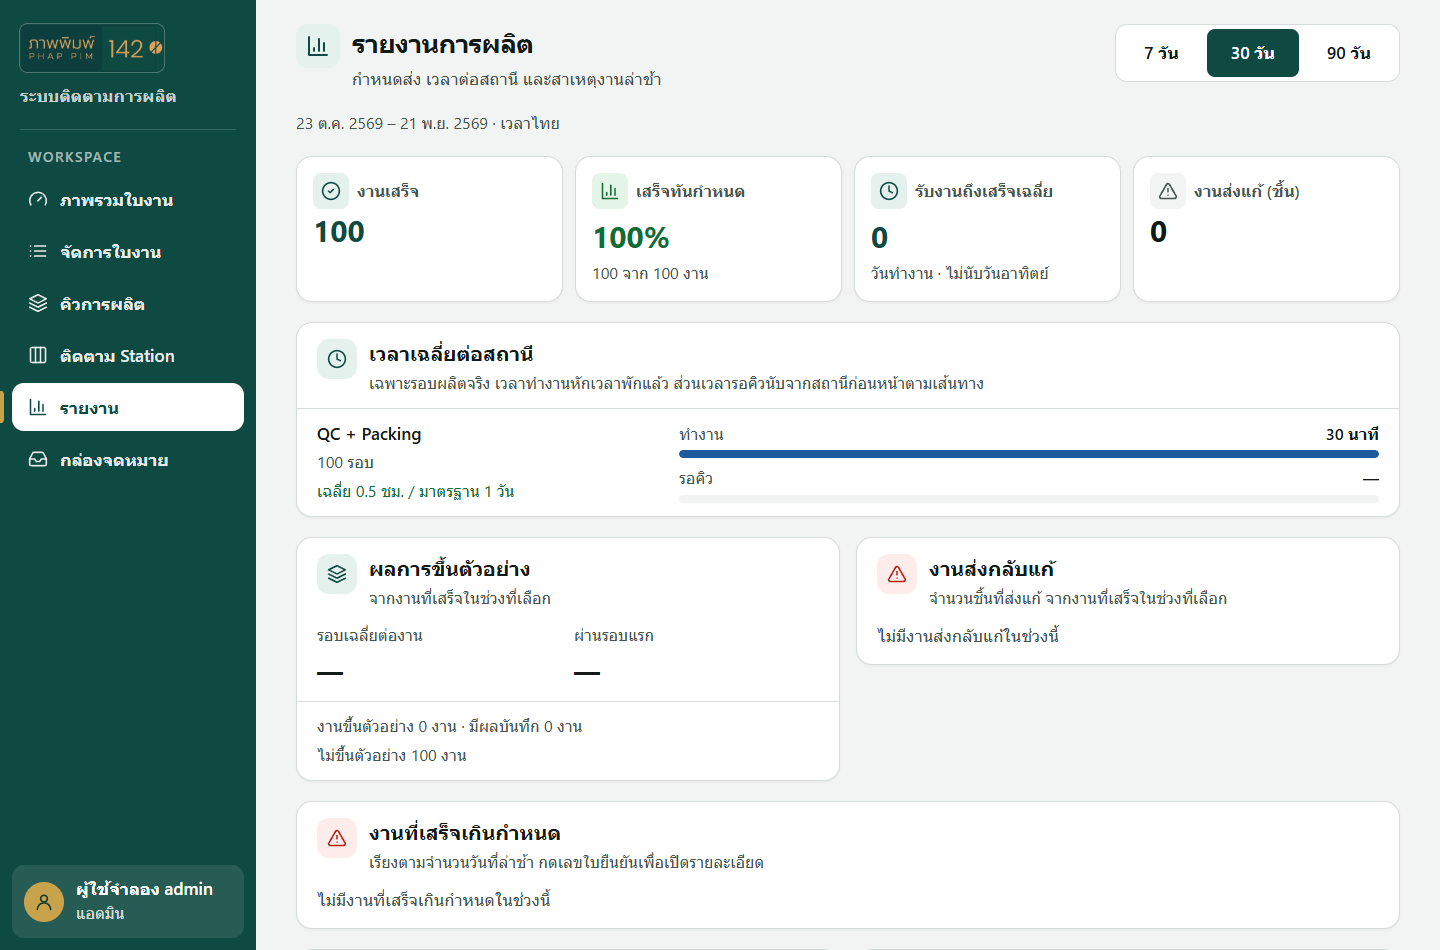 ภาพพิมพ์ 142
PHAP PIM
ระบบติดตามการผลิต
WORKSPACE
ภาพรวมใบงาน
จัดการใบงาน
คิวการผลิต
ติดตาม Station
รายงาน
กล่องจดหมาย
ผู้ใช้จำลอง admin
แอดมิน
รายงานการผลิต
กำหนดส่ง เวลาต่อสถานี และสาเหตุงานล่าช้า
7 วัน
30 วัน
90 วัน
23 ต.ค. 2569 – 21 พ.ย. 2569 · เวลาไทย
งานเสร็จ
100
เสร็จทันกำหนด
100%
100 จาก 100 งาน
รับงานถึงเสร็จเฉลี่ย
0
วันทำงาน · ไม่นับวันอาทิตย์
งานส่งแก้ (ชิ้น)
0
เวลาเฉลี่ยต่อสถานี
เฉพาะรอบผลิตจริง เวลาทำงานหักเวลาพักแล้ว ส่วนเวลารอคิวนับจากสถานีก่อนหน้าตามเส้นทาง
QC + Packing
100 รอบ
เฉลี่ย 0.5 ชม. / มาตรฐาน 1 วัน
ทำงาน
30 นาที
รอคิว
—
ผลการขึ้นตัวอย่าง
จากงานที่เสร็จในช่วงที่เลือก
รอบเฉลี่ยต่องาน
—
ผ่านรอบแรก
—
งานขึ้นตัวอย่าง 0 งาน · มีผลบันทึก 0 งาน
ไม่ขึ้นตัวอย่าง 100 งาน
งานส่งกลับแก้
จำนวนชิ้นที่ส่งแก้ จากงานที่เสร็จในช่วงที่เลือก
ไม่มีงานส่งกลับแก้ในช่วงนี้
งานที่เสร็จเกินกำหนด
เรียงตามจำนวนวันที่ล่าช้า กดเลขใบยืนยันเพื่อเปิดรายละเอียด
ไม่มีงานที่เสร็จเกินกำหนดในช่วงนี้